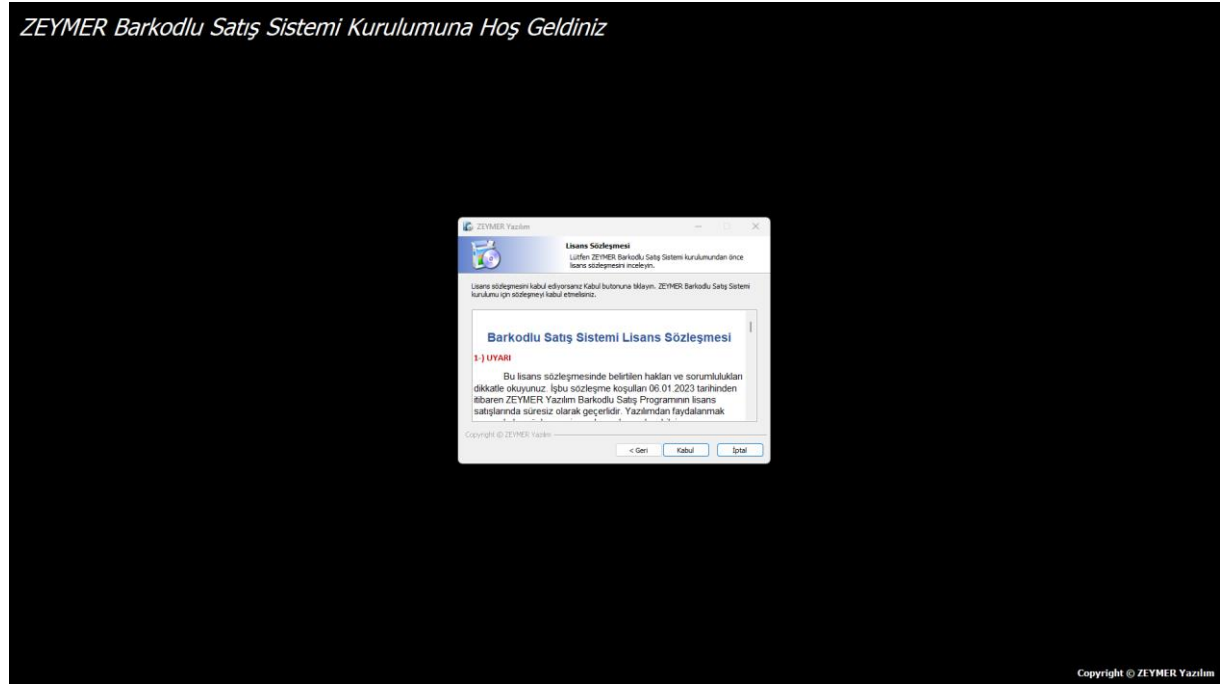 ZEYMER Barkodlu Satış Sistemi Kurulumuna Hoş Geldiniz
ZEYMER Yazılım
Lisans Sözleşmesi
Lütfen ZEYMER Barkodlu Satış Sistemi kurulumundan önce
lisans sözleşmesini inceleyin.
Lisans sözleşmesini kabul ediyorsanız Kabul butonuna tıklayın. ZEYMER Barkodlu Satış Sistemi
kurulumu için sözleşmeyi kabul etmelisiniz.
Barkodlu Satış Sistemi Lisans Sözleşmesi
1-) UYARI
Bu lisans sözleşmesinde belirtilen hakları ve sorumlulukları
dikkatle okuyunuz. İşbu sözleşme koşulları 06.01.2023 tarihinden
itibaren ZEYMER Yazılım Barkodlu Satış Programının lisans
satışlarında süresiz olarak geçerlidir. Yazılımdan faydalanmak
Copyright © ZEYMER Yazılım
< Geri
Kabul
İptal
Copyright © ZEYMER Yazılım